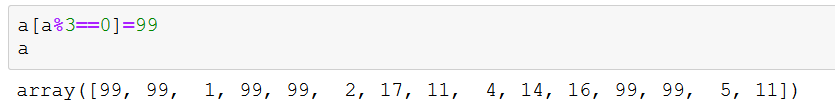 a[a%3==0]=99
a
array([99, 99,  1, 99, 99,  2, 17, 11,  4, 14, 16, 99, 99,  5, 11])